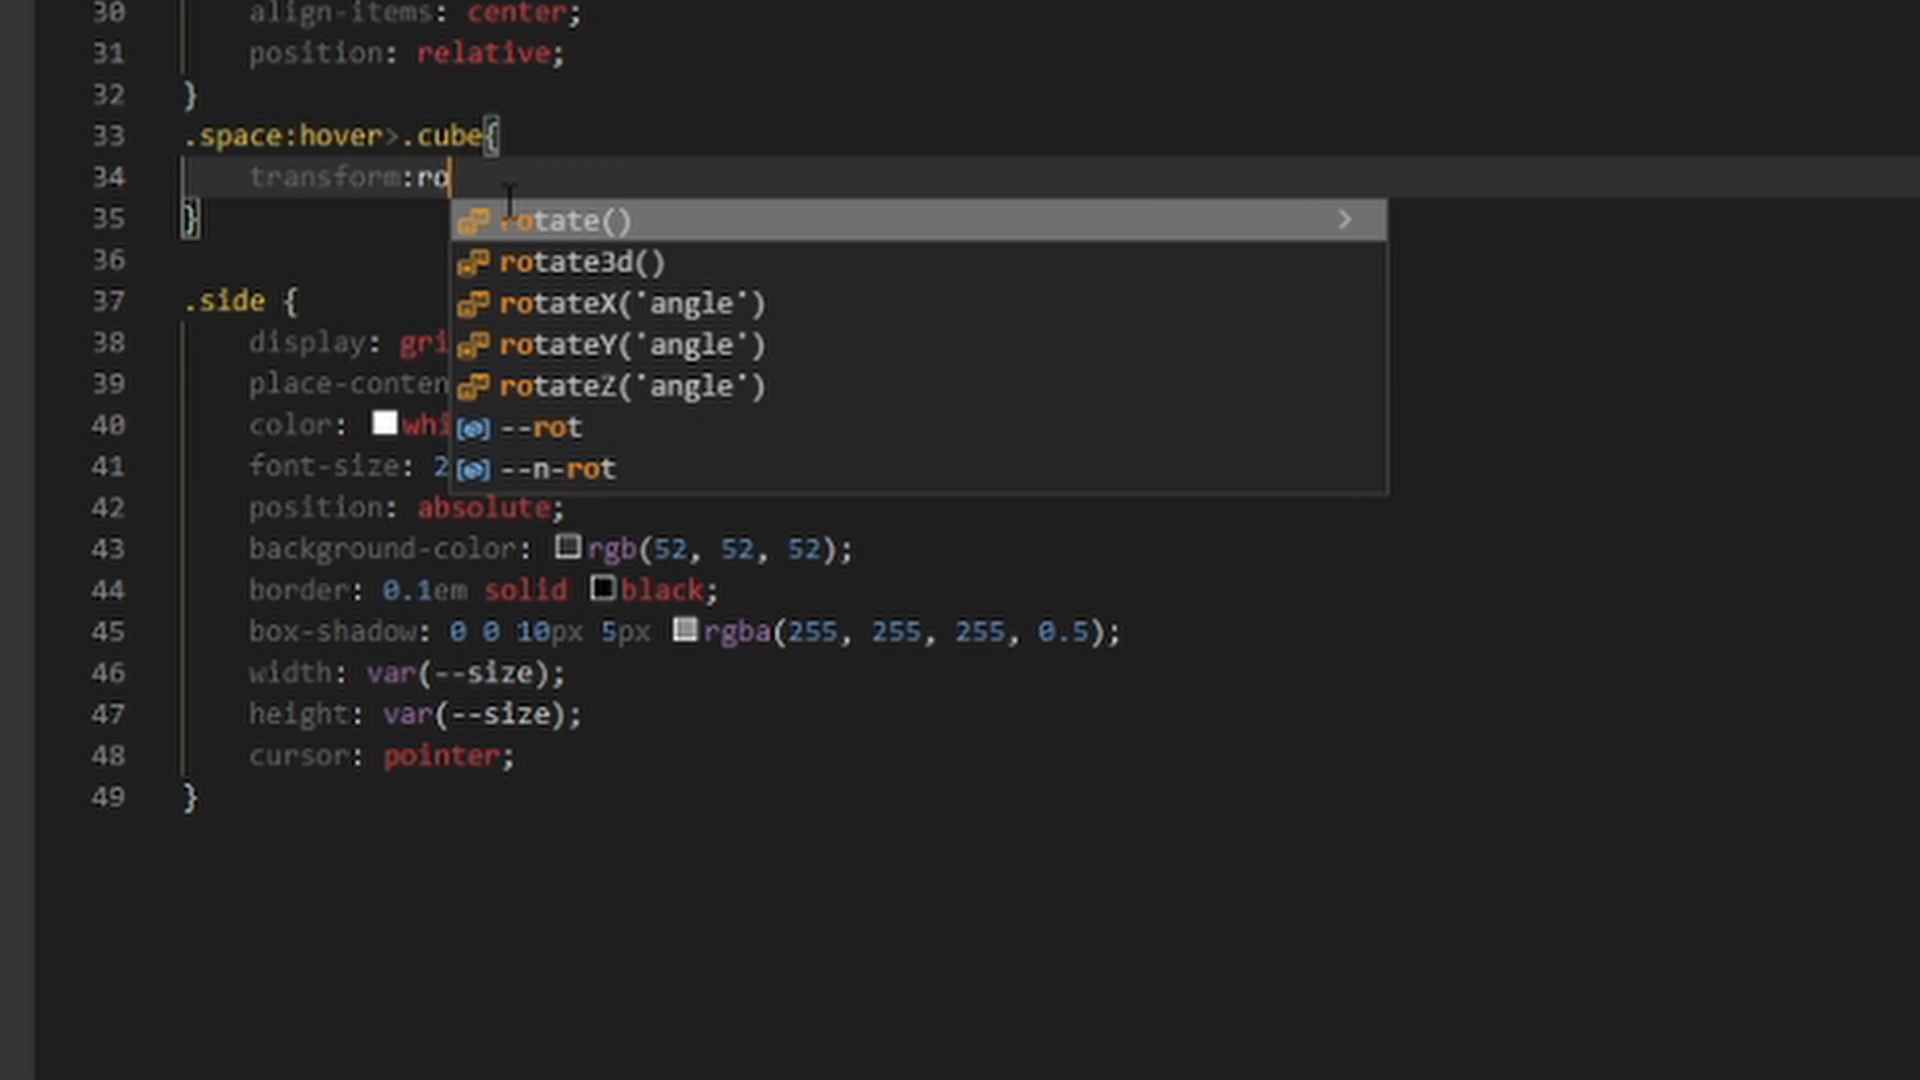 30 align-items: center;
31 position: relative;
32 }
33 .space:hover>.cube{
34 transform:ro
35 }
rotate()
rotate3d()
rotateX('angle')
rotateY('angle')
rotateZ('angle')
--rot
--n-rot
36
37 .side {
38 display: gri
39 place-conten
40 color: whi
41 font-size: 2
42 position: absolute;
43 background-color: rgb(52, 52, 52);
44 border: 0.1em solid black;
45 box-shadow: 0 0 10px 5px rgba(255, 255, 255, 0.5);
46 width: var(--size);
47 height: var(--size);
48 cursor: pointer;
49 }